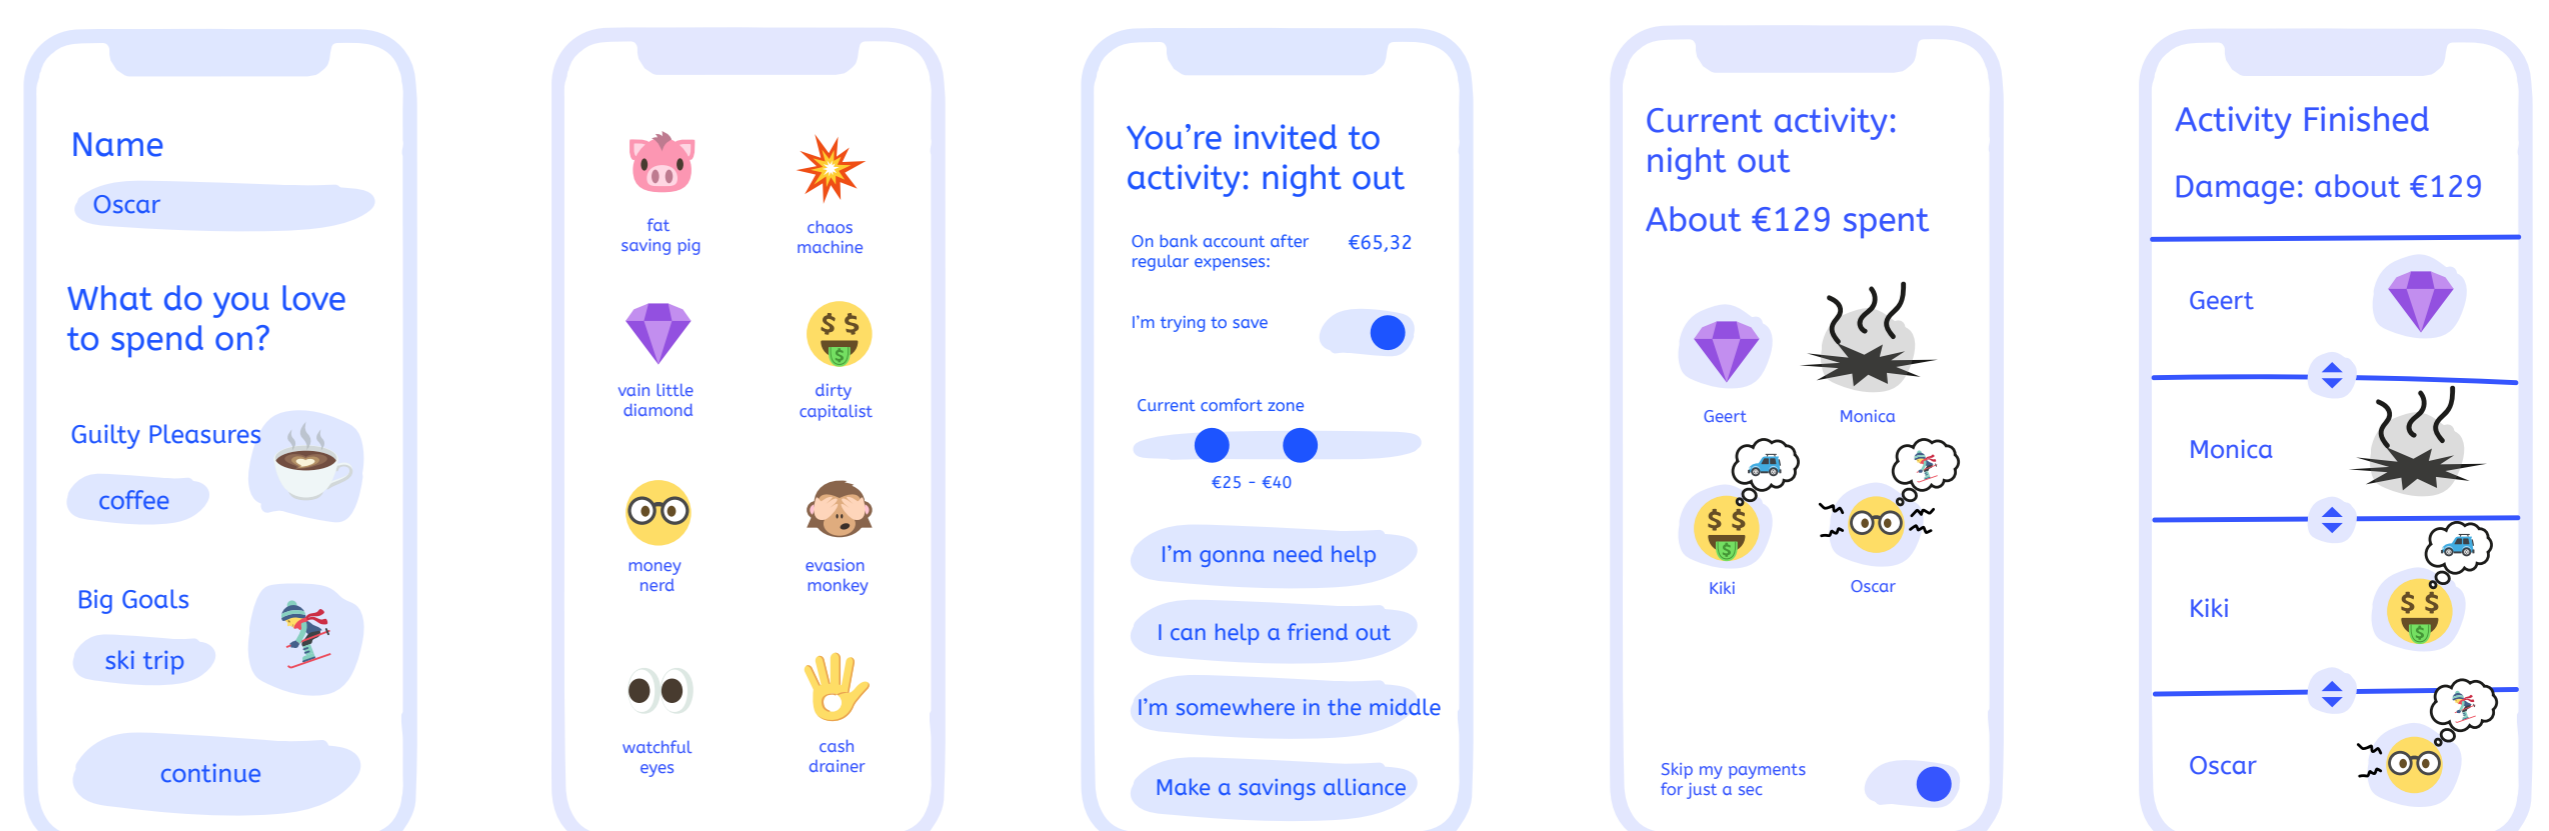 Name
Oscar
What do you love
to spend on?
Guilty Pleasures
coffee
Big Goals
ski trip
continue
fat
saving pig
chaos
machine
vain little
diamond
dirty
capitalist
money
nerd
evasion
monkey
watchful
eyes
cash
drainer
You're invited to
activity: night out
On bank account after
regular expenses:
€65,32
I'm trying to save
Current comfort zone
€25 - €40
I'm gonna need help
I can help a friend out
I'm somewhere in the middle
Make a savings alliance
Current activity:
night out
About €129 spent
Geert
Monica
Kiki
Oscar
Skip my payments
for just a sec
Activity Finished
Damage: about €129
Geert
Monica
Kiki
Oscar